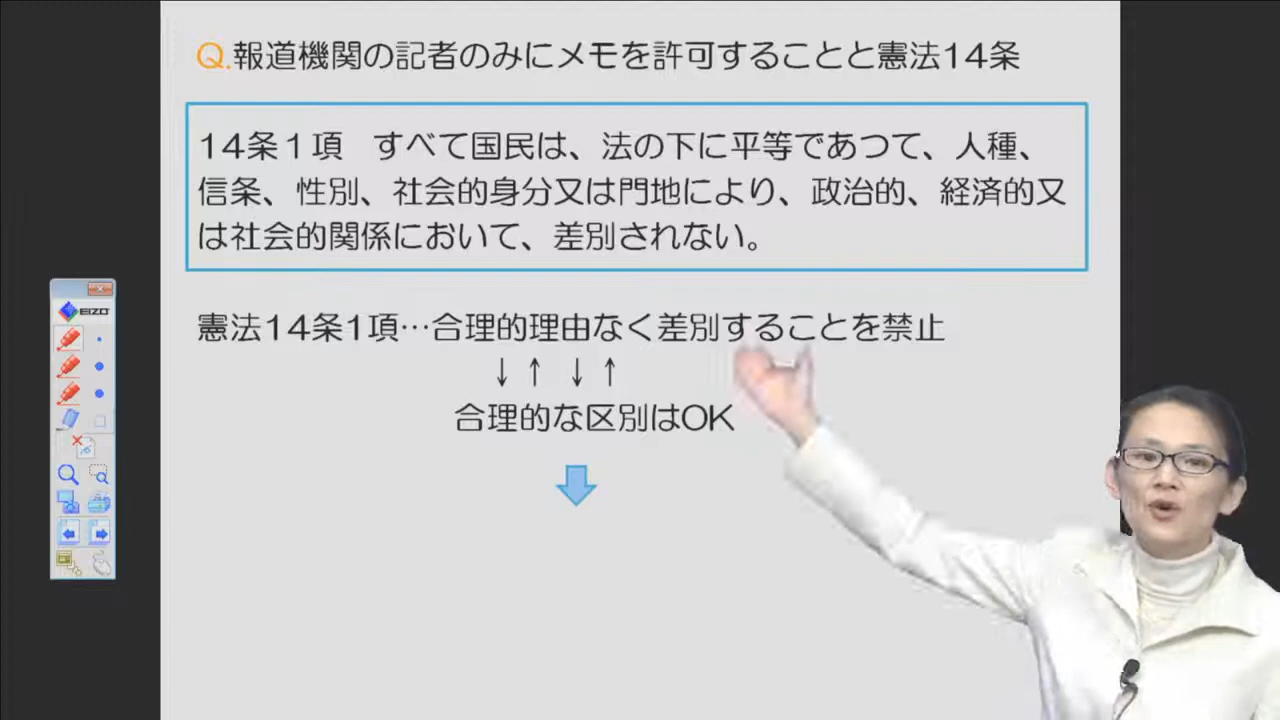 Q.報道機関の記者のみにメモを許可することと憲法14条
14条1項　すべて国民は、法の下に平等であつて、人種、
信条、性別、社会的身分又は門地により、政治的、経済的又
は社会的関係において、差別されない。
憲法14条1項…合理的理由なく差別することを禁止
↓↑ ↓↑
合理的な区別はOK
EIZO